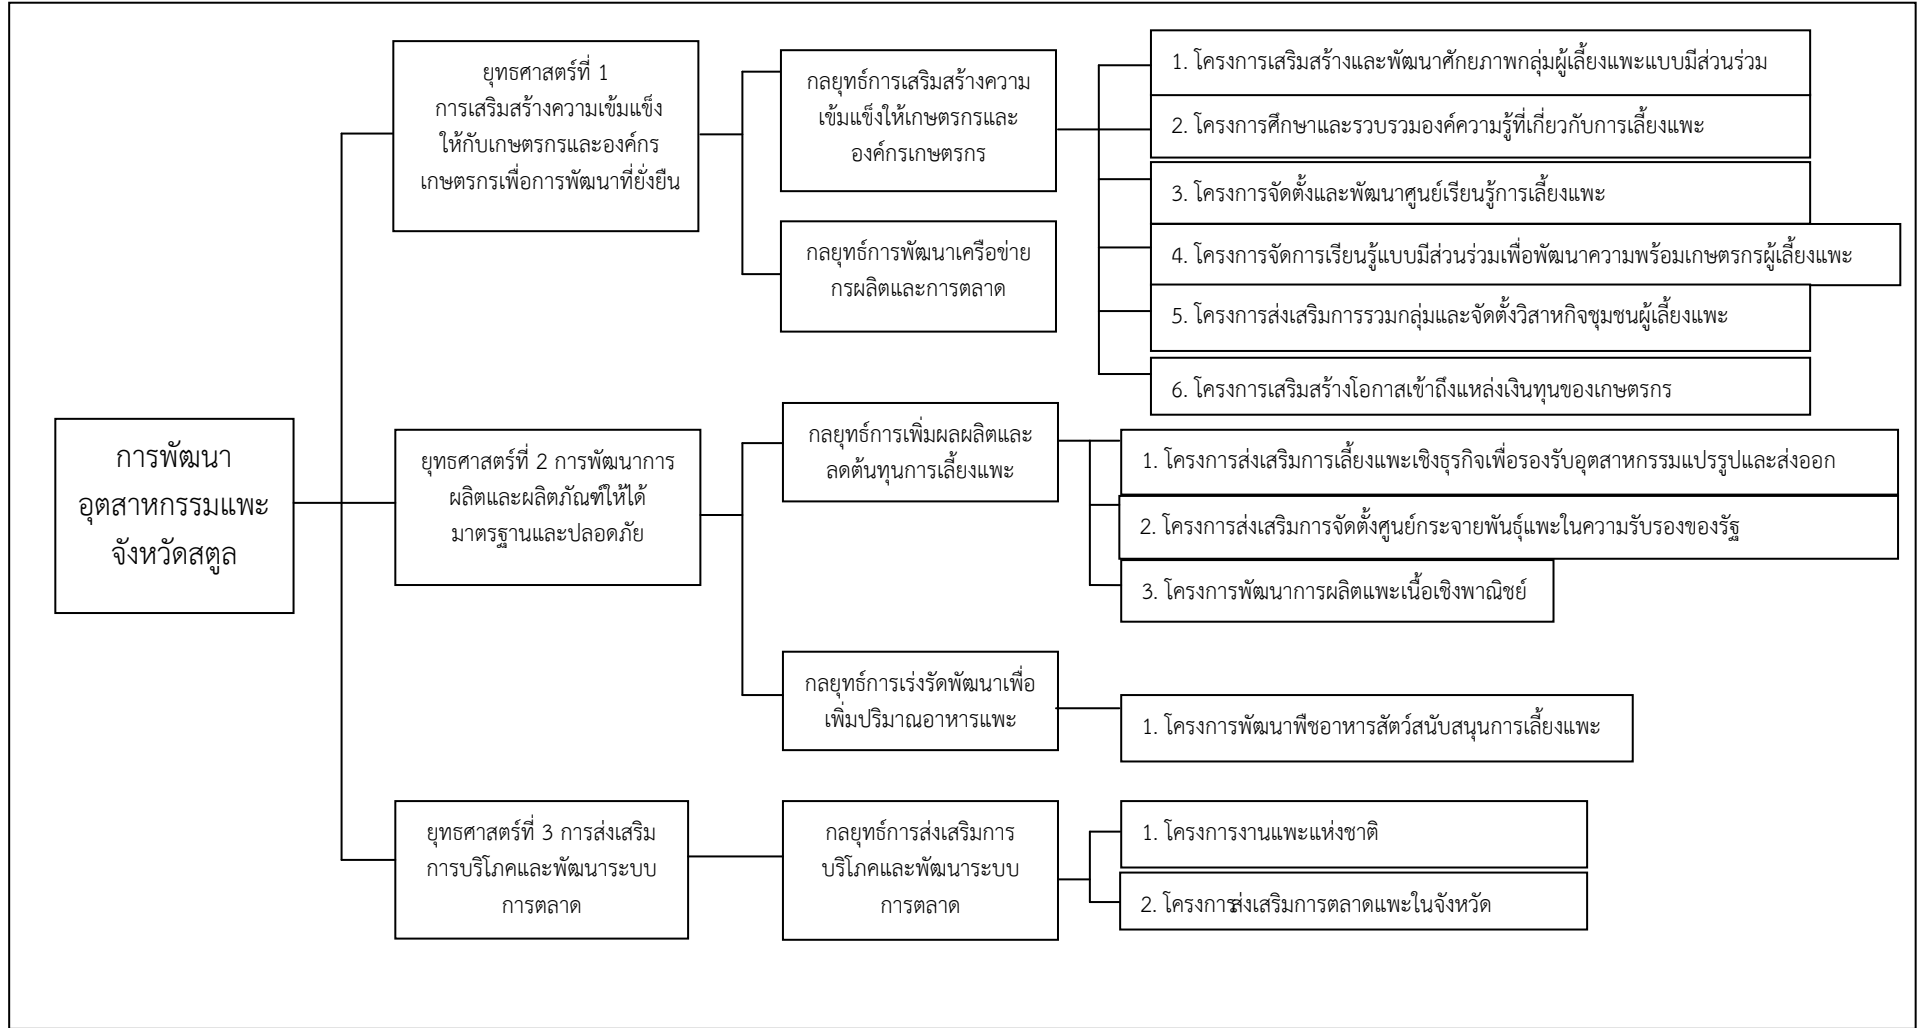 การพัฒนา
อุตสาหกรรมแพะ
จังหวัดสตูล
ยุทธศาสตร์ที่ 1
การเสริมสร้างความเข้มแข็ง
ให้กับเกษตรกรและองค์กร
เกษตรกรเพื่อการพัฒนาที่ยั่งยืน
กลยุทธ์การเสริมสร้างความ
เข้มแข็งให้เกษตรกรและ
องค์กรเกษตรกร
1. โครงการเสริมสร้างและพัฒนาศักยภาพกลุ่มผู้เลี้ยงแพะแบบมีส่วนร่วม
2. โครงการศึกษาและรวบรวมองค์ความรู้ที่เกี่ยวกับการเลี้ยงแพะ
3. โครงการจัดตั้งและพัฒนาศูนย์เรียนรู้การเลี้ยงแพะ
4. โครงการจัดการเรียนรู้แบบมีส่วนร่วมเพื่อพัฒนาความพร้อมเกษตรกรผู้เลี้ยงแพะ
5. โครงการส่งเสริมการรวมกลุ่มและจัดตั้งวิสาหกิจชุมชนผู้เลี้ยงแพะ
6. โครงการเสริมสร้างโอกาสเข้าถึงแหล่งเงินทุนของเกษตรกร
กลยุทธ์การพัฒนาเครือข่าย
กรผลิตและการตลาด
ยุทธศาสตร์ที่ 2 การพัฒนาการ
ผลิตและผลิตภัณฑ์ให้ได้
มาตรฐานและปลอดภัย
กลยุทธ์การเพิ่มผลผลิตและ
ลดต้นทุนการเลี้ยงแพะ
1. โครงการส่งเสริมการเลี้ยงแพะเชิงธุรกิจเพื่อรองรับอุตสาหกรรมแปรรูปและส่งออก
2. โครงการส่งเสริมการจัดตั้งศูนย์กระจายพันธุ์แพะในความรับรองของรัฐ
3. โครงการพัฒนาการผลิตแพะเนื้อเชิงพาณิชย์
กลยุทธ์การเร่งรัดพัฒนาเพื่อ
เพิ่มปริมาณอาหารแพะ
1. โครงการพัฒนาพืชอาหารสัตว์สนับสนุนการเลี้ยงแพะ
ยุทธศาสตร์ที่ 3 การส่งเสริม
การบริโภคและพัฒนาระบบ
การตลาด
กลยุทธ์การส่งเสริมการ
บริโภคและพัฒนาระบบ
การตลาด
1. โครงการงานแพะแห่งชาติ
2. โครงการส่งเสริมการตลาดแพะในจังหวัด